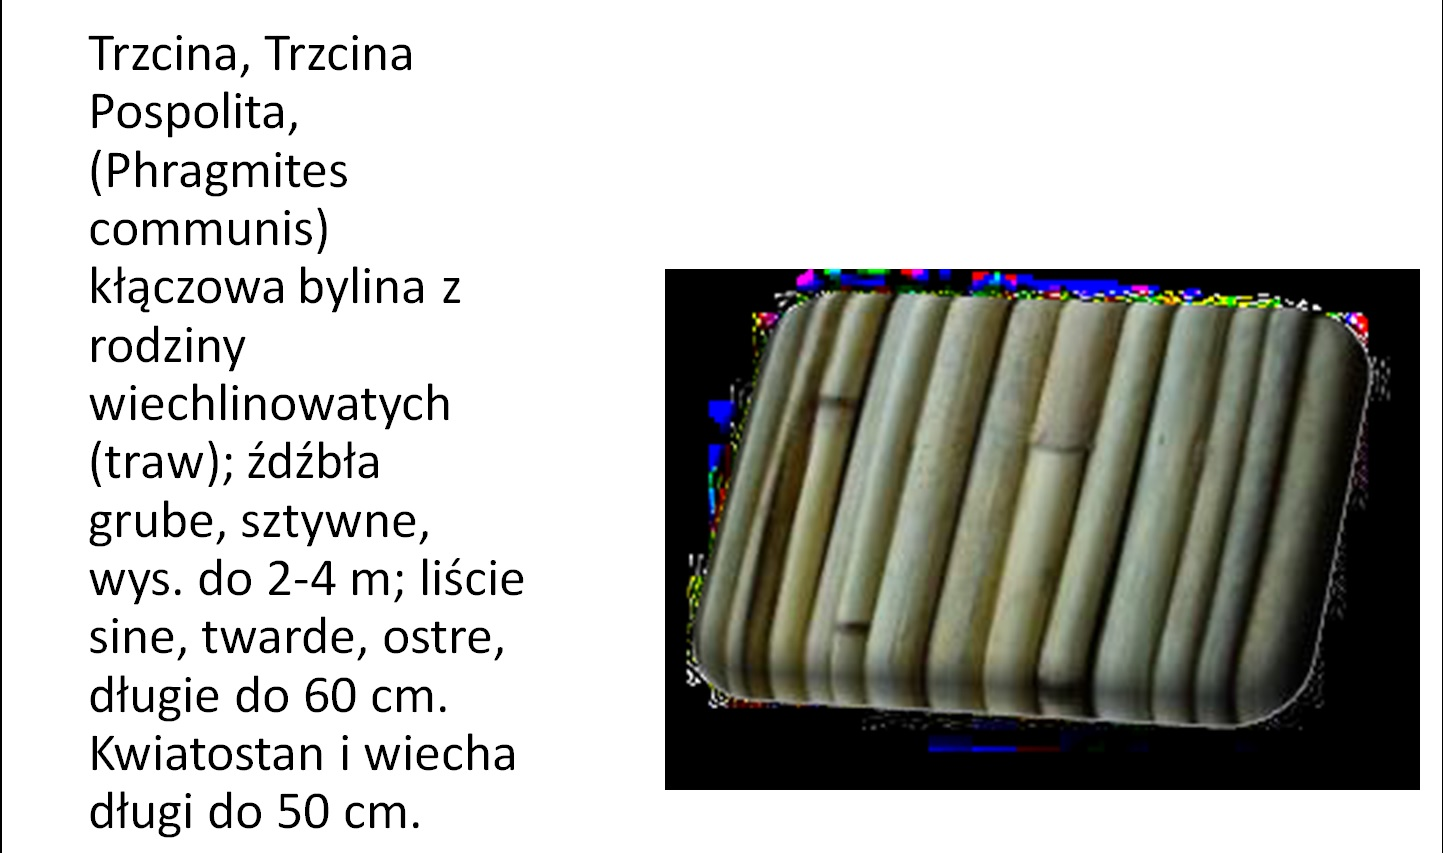 Trzcina, Trzcina
Pospolita,
(Phragmites
communis)
kłączowa bylina z
rodziny
wiechlinowatych
(traw); źdźbła
grube, sztywne,
wys. do 2-4 m; liście
sine, twarde, ostre,
długie do 60 cm.
Kwiatostan i wiecha
długi do 50 cm.